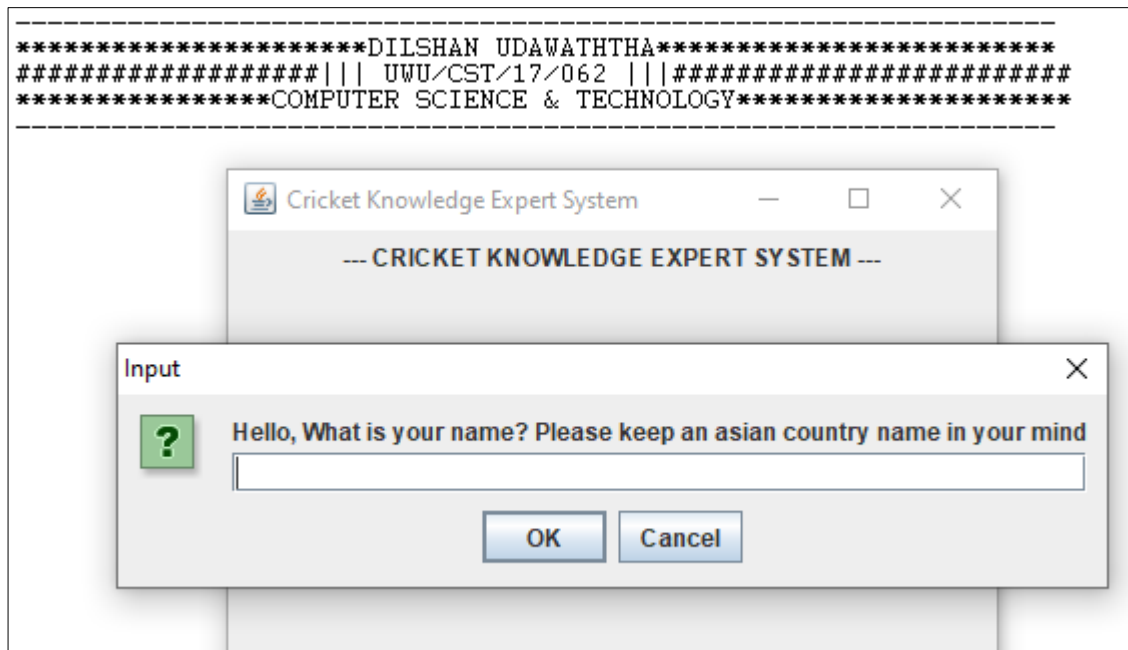 -----------------------------------------------------------------
**********************DILSHAN UDAWATHTHA*************************
###################||| UWU/CST/17/062 |||#########################
****************COMPUTER SCIENCE & TECHNOLOGY*********************
-----------------------------------------------------------------
Cricket Knowledge Expert System
--- CRICKET KNOWLEDGE EXPERT SYSTEM ---
Input
?
Hello, What is your name? Please keep an asian country name in your mind
OK Cancel